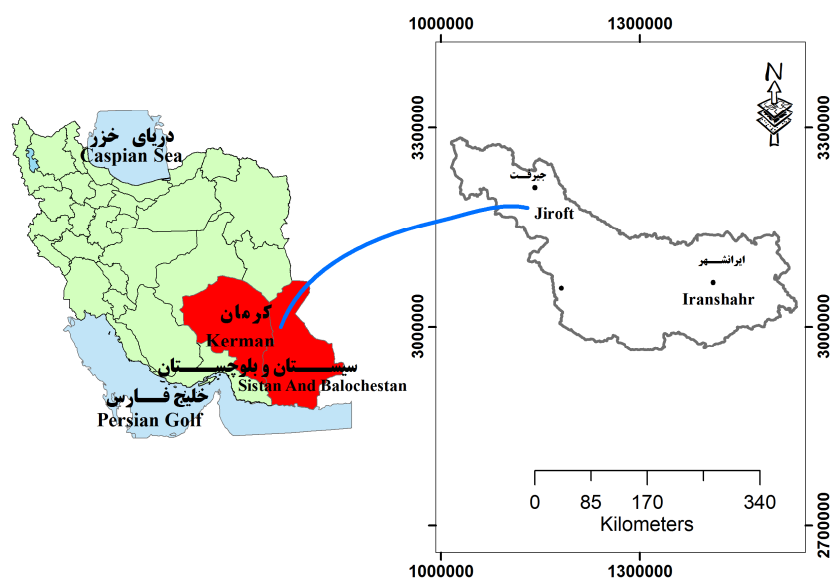 دریای خزر
Caspian Sea
کرمان
Kerman
سیستان و بلوچستان
Sistan And Balochestan
خلیج فارس
Persian Golf
1000000 1300000
3300000 3300000
N
جیرفت
Jiroft
ایرانشهر
Iranshahr
3000000 3000000
0 85 170 340
Kilometers
2700000 2700000
1000000 1300000